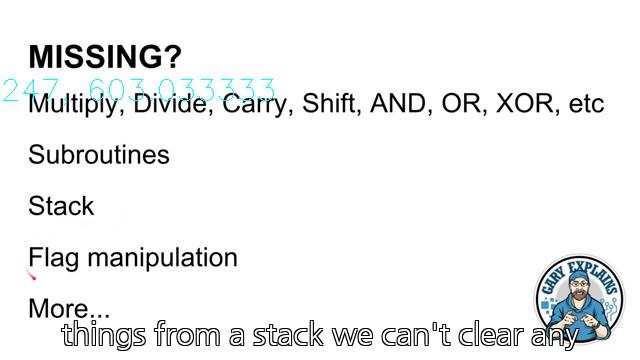 MISSING?
247, 603.033333
Multiply, Divide, Carry, Shift, AND, OR, XOR, etc
Subroutines
Stack
Flag manipulation
GARY EXPLAINS
More...
things from a stack we can't clear any